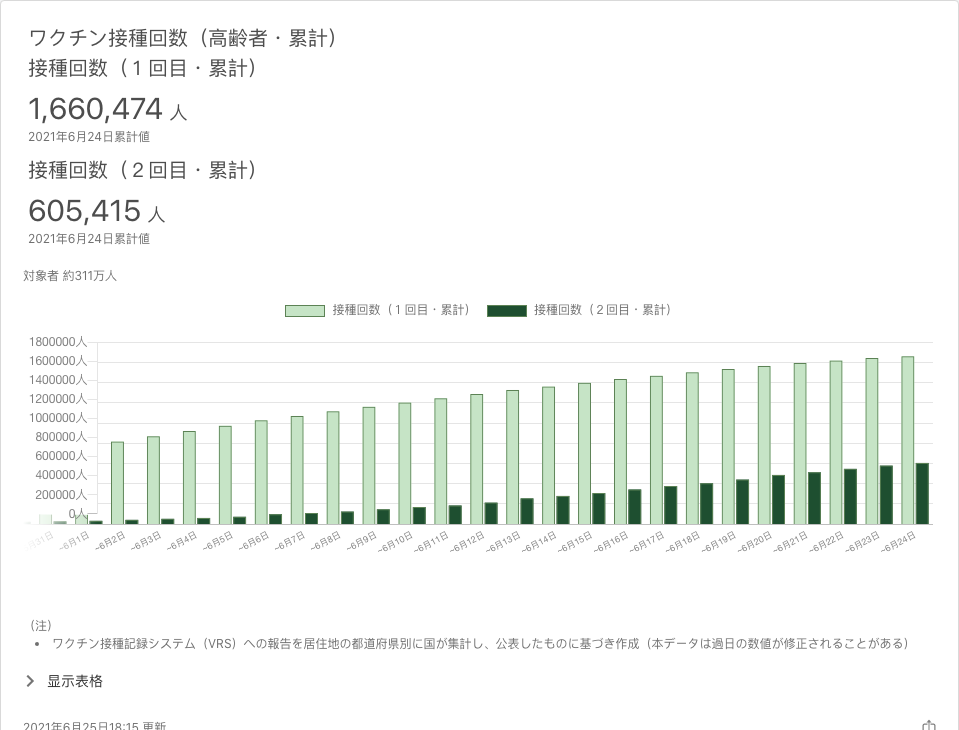 ワクチン接種回数（高齢者・累計）
接種回数（１回目・累計）
1,660,474 人
2021年6月24日累計値
接種回数（２回目・累計）
605,415 人
2021年6月24日累計値
対象者 約311万人
接種回数（１回目・累計） 接種回数（２回目・累計）
1800000人
1600000人
1400000人
1200000人
1000000人
800000人
600000人
400000人
200000人
0人
31日 ~6月1日 ~6月2日 ~6月3日 ~6月4日 ~6月5日 ~6月6日 ~6月7日 ~6月8日 ~6月9日 ~6月10日 ~6月11日 ~6月12日 ~6月13日 ~6月14日 ~6月15日 ~6月16日 ~6月17日 ~6月18日 ~6月19日 ~6月20日 ~6月21日 ~6月22日 ~6月23日 ~6月24日
（注）
• ワクチン接種記録システム（VRS）への報告を居住地の都道府県別に国が集計し、公表したものに基づき作成（本データは過日の数値が修正されることがある）
显示表格
2021年6月25日18:15 更新